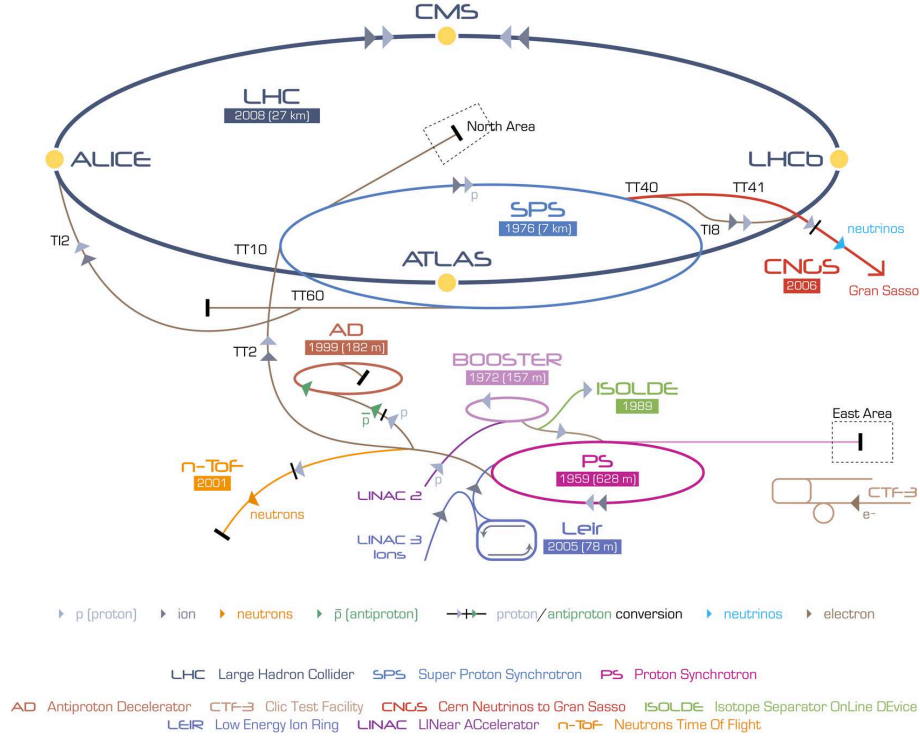 CMS
LHC
2008 (27 km)
North Area
ALICE
LHCb
TT40
TT41
p
SPS
1976 (7 km)
TI8
neutrinos
TI2
TT10
ATLAS
CNGS
2006
Gran Sasso
TT60
TT2
AD
1999 (182 m)
BOOSTER
1972 (157 m)
ISOLDE
1989
p̄
p
East Area
n-ToF
2001
p
PS
1959 (628 m)
LINAC 2
neutrons
CTF-3
e-
LINAC 3
Ions
Leir
2005 (78 m)
p (proton) ion neutrons p̄ (antiproton) proton/antiproton conversion neutrinos electron
LHC Large Hadron Collider SPS Super Proton Synchrotron PS Proton Synchrotron
AD Antiproton Decelerator CTF-3 Clic Test Facility CNGS Cern Neutrinos to Gran Sasso ISOLDE Isotope Separator OnLine DEvice
LEIR Low Energy Ion Ring LINAC LINear ACcelerator n-ToF Neutrons Time Of Flight